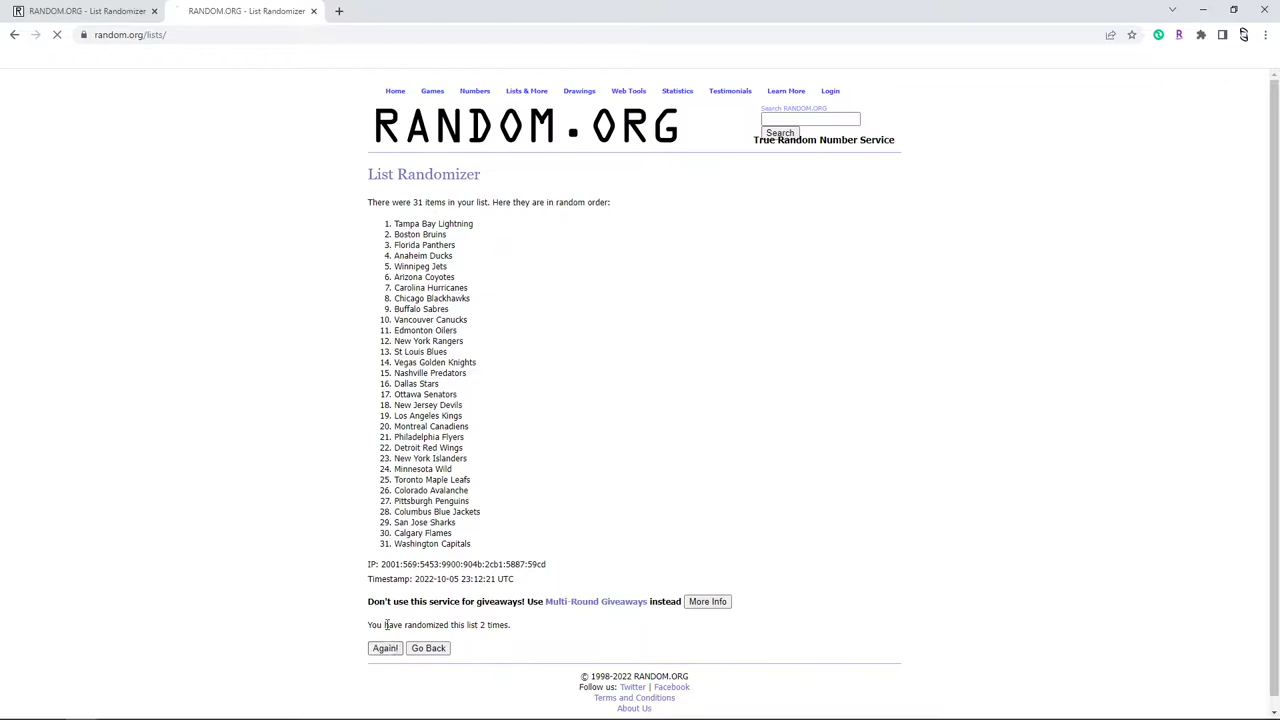 RANDOM.ORG - List Randomizer
RANDOM.ORG - List Randomizer
random.org/lists/
Home Games Numbers Lists & More Drawings Web Tools Statistics Testimonials Learn More Login
RANDOM.ORG
Search RANDOM.ORG
Search
True Random Number Service
List Randomizer
There were 31 items in your list. Here they are in random order:
1. Tampa Bay Lightning
2. Boston Bruins
3. Florida Panthers
4. Anaheim Ducks
5. Winnipeg Jets
6. Arizona Coyotes
7. Carolina Hurricanes
8. Chicago Blackhawks
9. Buffalo Sabres
10. Vancouver Canucks
11. Edmonton Oilers
12. New York Rangers
13. St Louis Blues
14. Vegas Golden Knights
15. Nashville Predators
16. Dallas Stars
17. Ottawa Senators
18. New Jersey Devils
19. Los Angeles Kings
20. Montreal Canadiens
21. Philadelphia Flyers
22. Detroit Red Wings
23. New York Islanders
24. Minnesota Wild
25. Toronto Maple Leafs
26. Colorado Avalanche
27. Pittsburgh Penguins
28. Columbus Blue Jackets
29. San Jose Sharks
30. Calgary Flames
31. Washington Capitals
IP: 2001:569:5453:9900:904b:2cb1:5887:59cd
Timestamp: 2022-10-05 23:12:21 UTC
Don't use this service for giveaways! Use Multi-Round Giveaways instead More Info
You have randomized this list 2 times.
Again! Go Back
© 1998-2022 RANDOM.ORG
Follow us: Twitter | Facebook
Terms and Conditions
About Us